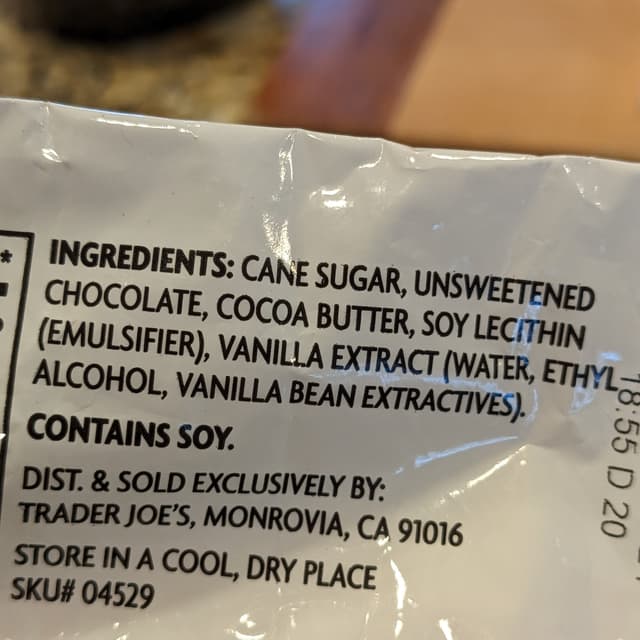 INGREDIENTS: CANE SUGAR, UNSWEETENED
CHOCOLATE, COCOA BUTTER, SOY LECITHIN
(EMULSIFIER), VANILLA EXTRACT (WATER, ETHYL
ALCOHOL, VANILLA BEAN EXTRACTIVES).
CONTAINS SOY.
DIST. & SOLD EXCLUSIVELY BY:
TRADER JOE'S, MONROVIA, CA 91016
STORE IN A COOL, DRY PLACE
SKU# 04529
18:55 D 20
*